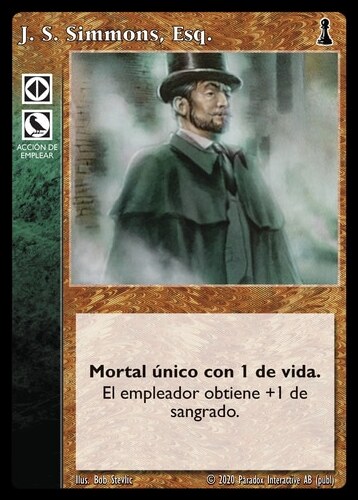 J. S. Simmons, Esq.
ACCIÓN DE
EMPLEAR
Mortal único con 1 de vida.
El empleador obtiene +1 de
sangrado.
Illus. Bob Stevlic
© 2020 Paradox Interactive AB (publ)